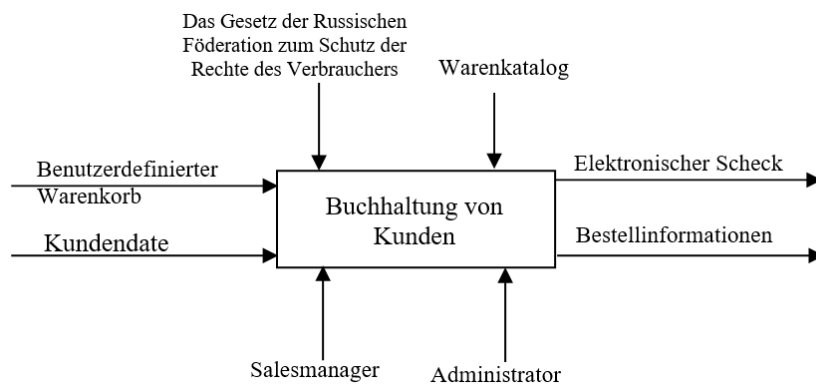 Das Gesetz der Russischen
Föderation zum Schutz der
Rechte des Verbrauchers
Warenkatalog
Benutzerdefinierter
Warenkorb
Elektronischer Scheck
Buchhaltung von
Kunden
Kundendate
Bestellinformationen
Salesmanager
Administrator